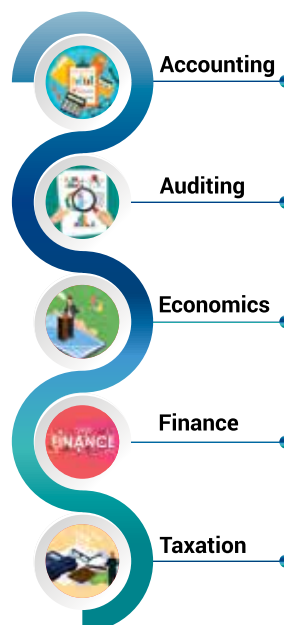 Accounting
Auditing
Economics
Finance
FINANCE
Taxation